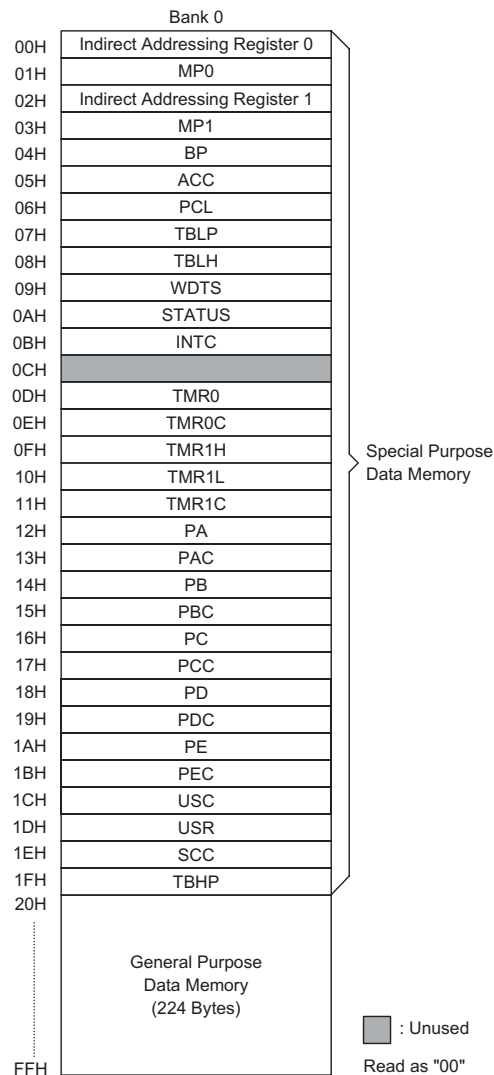 Bank 0
00H Indirect Addressing Register 0
01H MP0
02H Indirect Addressing Register 1
03H MP1
04H BP
05H ACC
06H PCL
07H TBLP
08H TBLH
09H WDTS
0AH STATUS
0BH INTC
0CH
0DH TMR0
0EH TMR0C
0FH TMR1H
10H TMR1L
11H TMR1C
12H PA
13H PAC
14H PB
15H PBC
16H PC
17H PCC
18H PD
19H PDC
1AH PE
1BH PEC
1CH USC
1DH USR
1EH SCC
1FH TBHP
Special Purpose
Data Memory
20H
General Purpose
Data Memory
(224 Bytes)
FFH
: Unused
Read as "00"